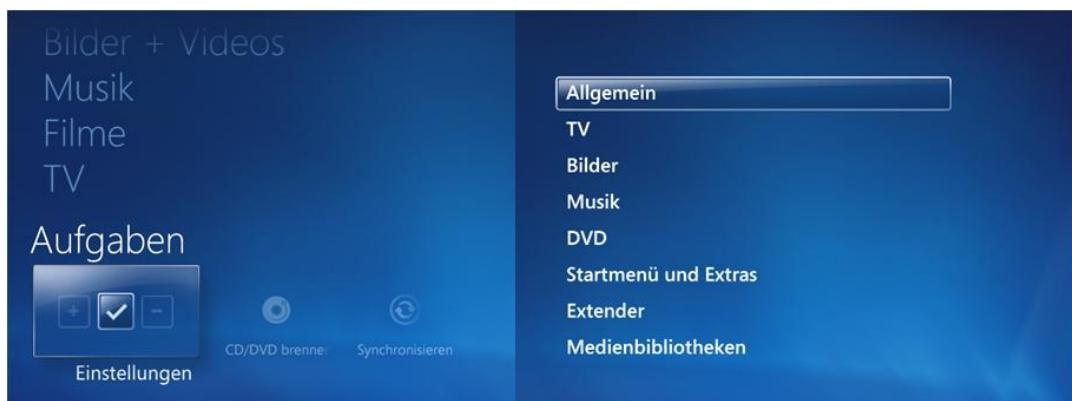 Bilder + Videos
Musik
Filme
TV
Aufgaben
CD/DVD brenne
Synchronisieren
Einstellungen
Allgemein
TV
Bilder
Musik
DVD
Startmenü und Extras
Extender
Medienbibliotheken